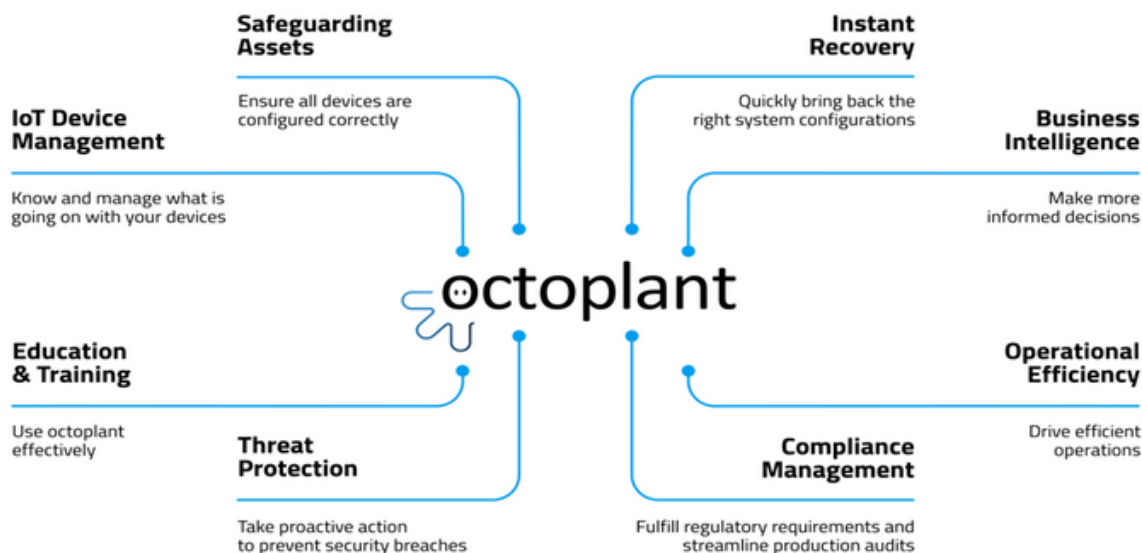 Safeguarding
Assets
Ensure all devices are
configured correctly
Instant
Recovery
Quickly bring back the
right system configurations
IoT Device
Management
Know and manage what is
going on with your devices
Business
Intelligence
Make more
informed decisions
octoplant
Education
& Training
Use octoplant
effectively
Operational
Efficiency
Drive efficient
operations
Threat
Protection
Take proactive action
to prevent security breaches
Compliance
Management
Fulfill regulatory requirements and
streamline production audits